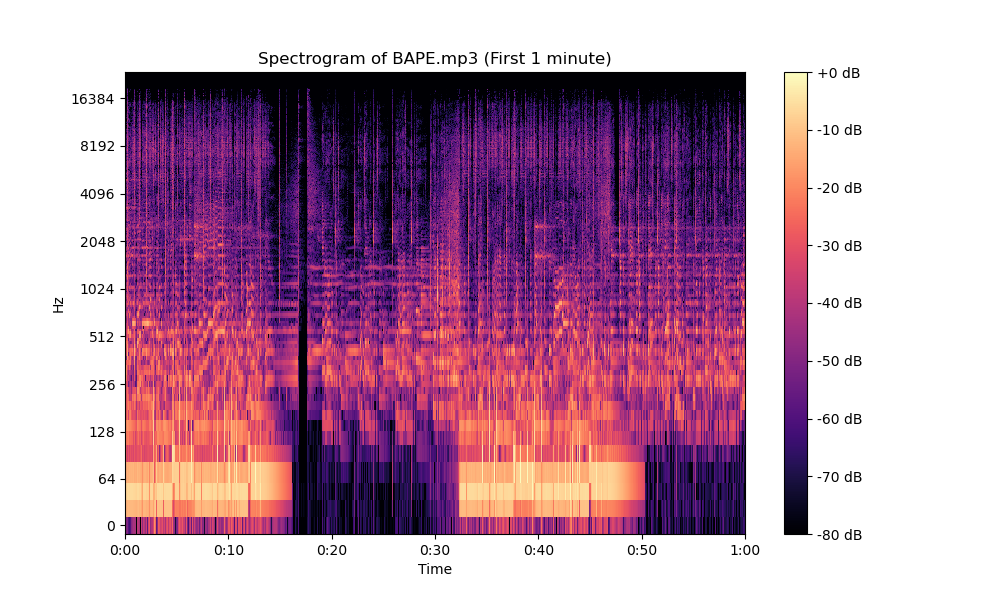 Spectrogram of BAPE.mp3 (First 1 minute)
Hz
16384
8192
4096
2048
1024
512
256
128
64
0
0:00 0:10 0:20 0:30 0:40 0:50 1:00
Time
+0 dB
-10 dB
-20 dB
-30 dB
-40 dB
-50 dB
-60 dB
-70 dB
-80 dB